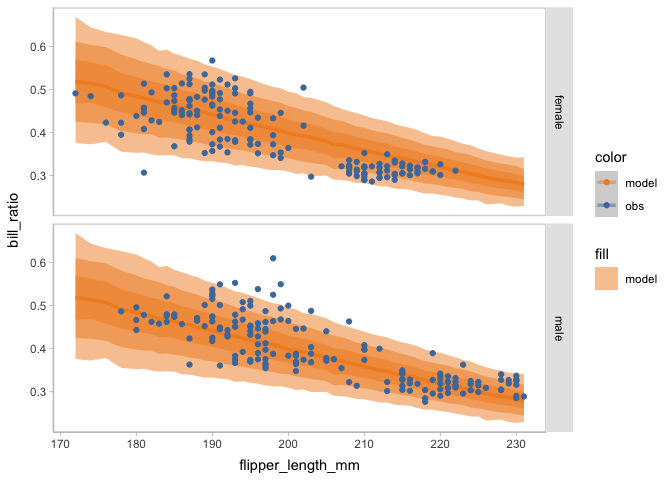 0.6
0.5
0.4
0.3
female
bill_ratio
0.6
0.5
0.4
0.3
male
170
180
190
200
210
220
230
flipper_length_mm
color
model
obs
fill
model